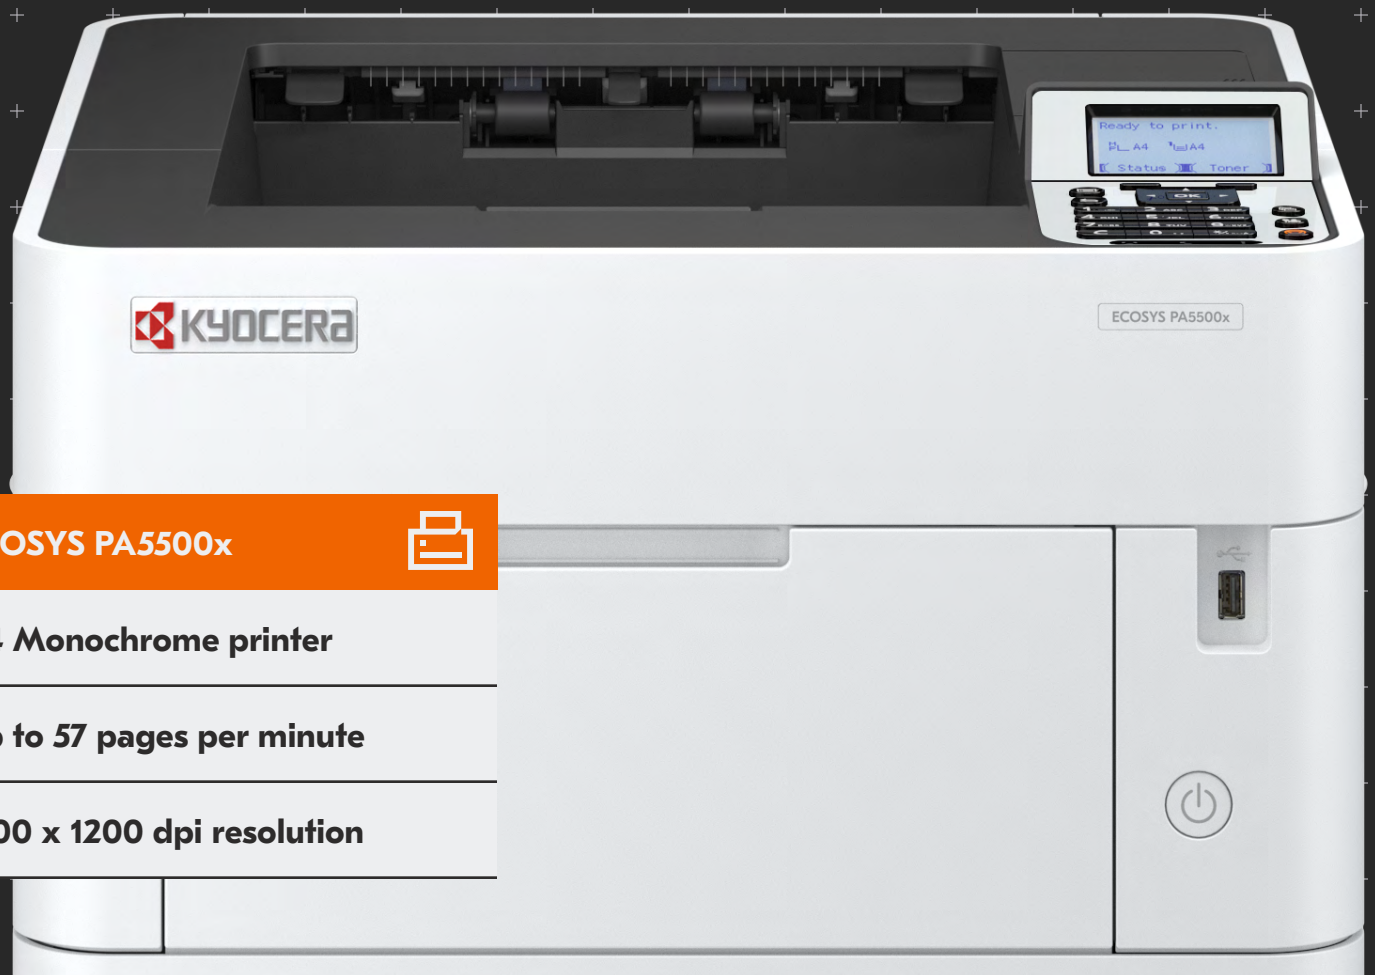 Ready to print.
A4 A4
Status Toner
OK
KYOCERA
ECOSYS PA5500x
OSYS PA5500x
Monochrome printer
to 57 pages per minute
00 x 1200 dpi resolution